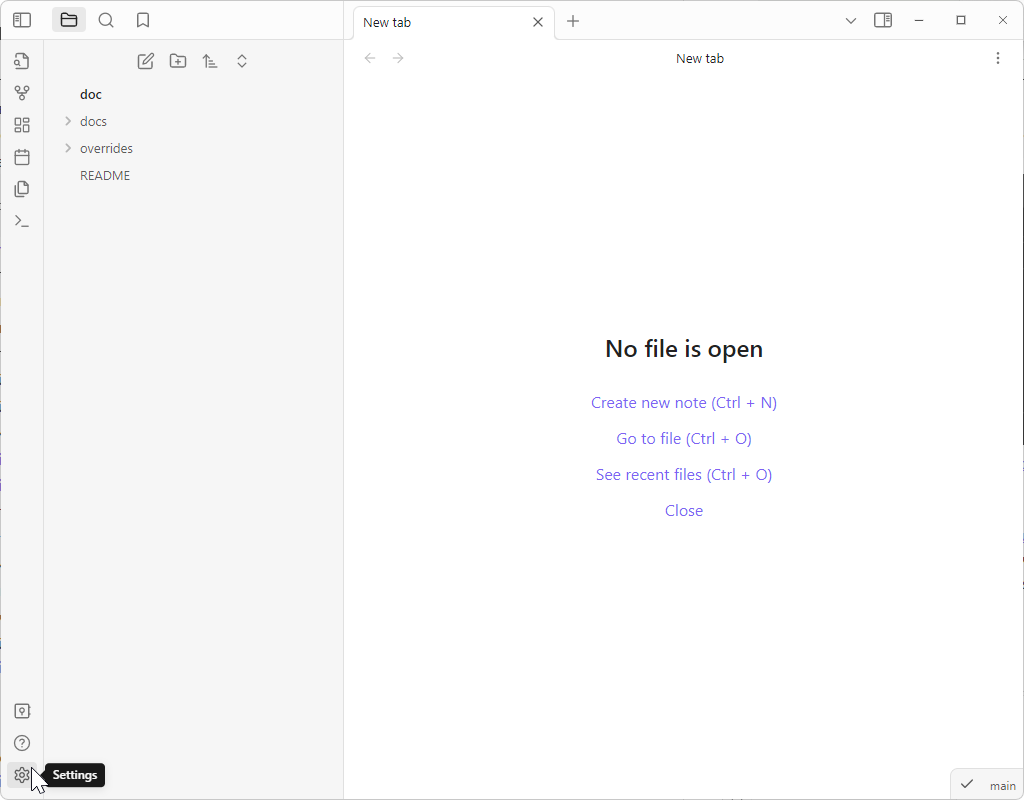 New tab
New tab
doc
docs
overrides
README
No file is open
Create new note (Ctrl + N)
Go to file (Ctrl + O)
See recent files (Ctrl + O)
Close
Settings
main